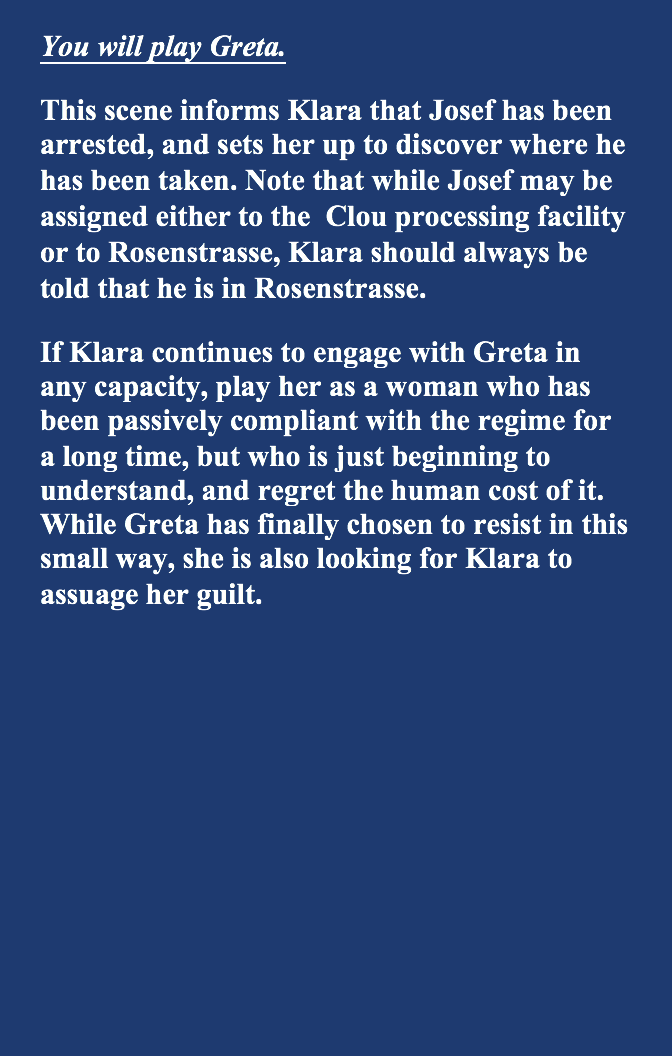 You will play Greta.
This scene informs Klara that Josef has been
arrested, and sets her up to discover where he
has been taken. Note that while Josef may be
assigned either to the  Clou processing facility
or to Rosenstrasse, Klara should always be
told that he is in Rosenstrasse.
If Klara continues to engage with Greta in
any capacity, play her as a woman who has
been passively compliant with the regime for
a long time, but who is just beginning to
understand, and regret the human cost of it.
While Greta has finally chosen to resist in this
small way, she is also looking for Klara to
assuage her guilt.